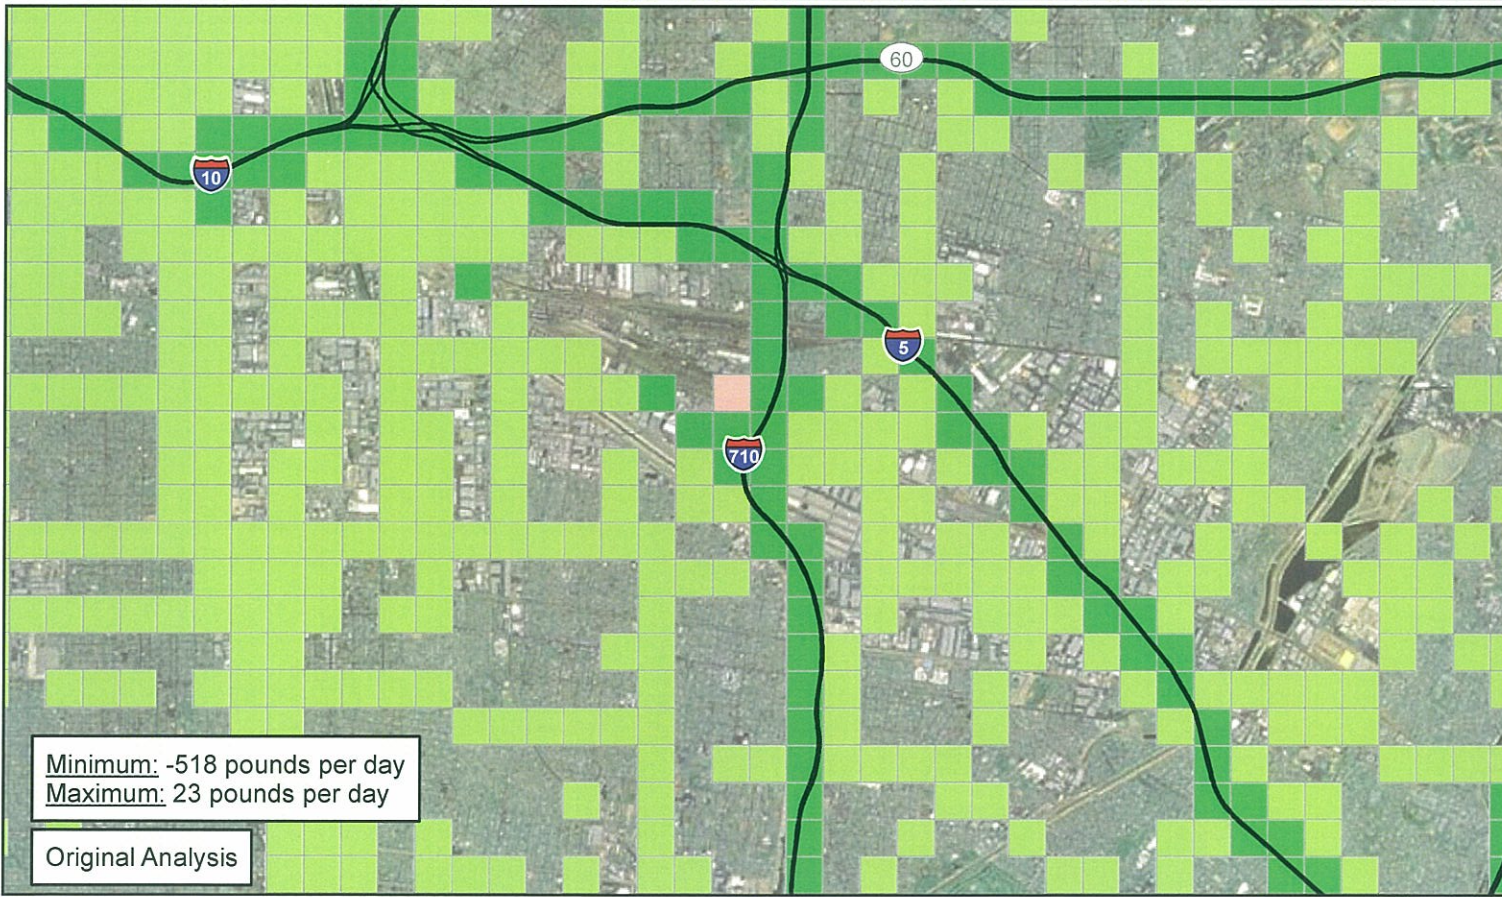 60
10
5
710
Minimum: -518 pounds per day
Maximum: 23 pounds per day
Original Analysis